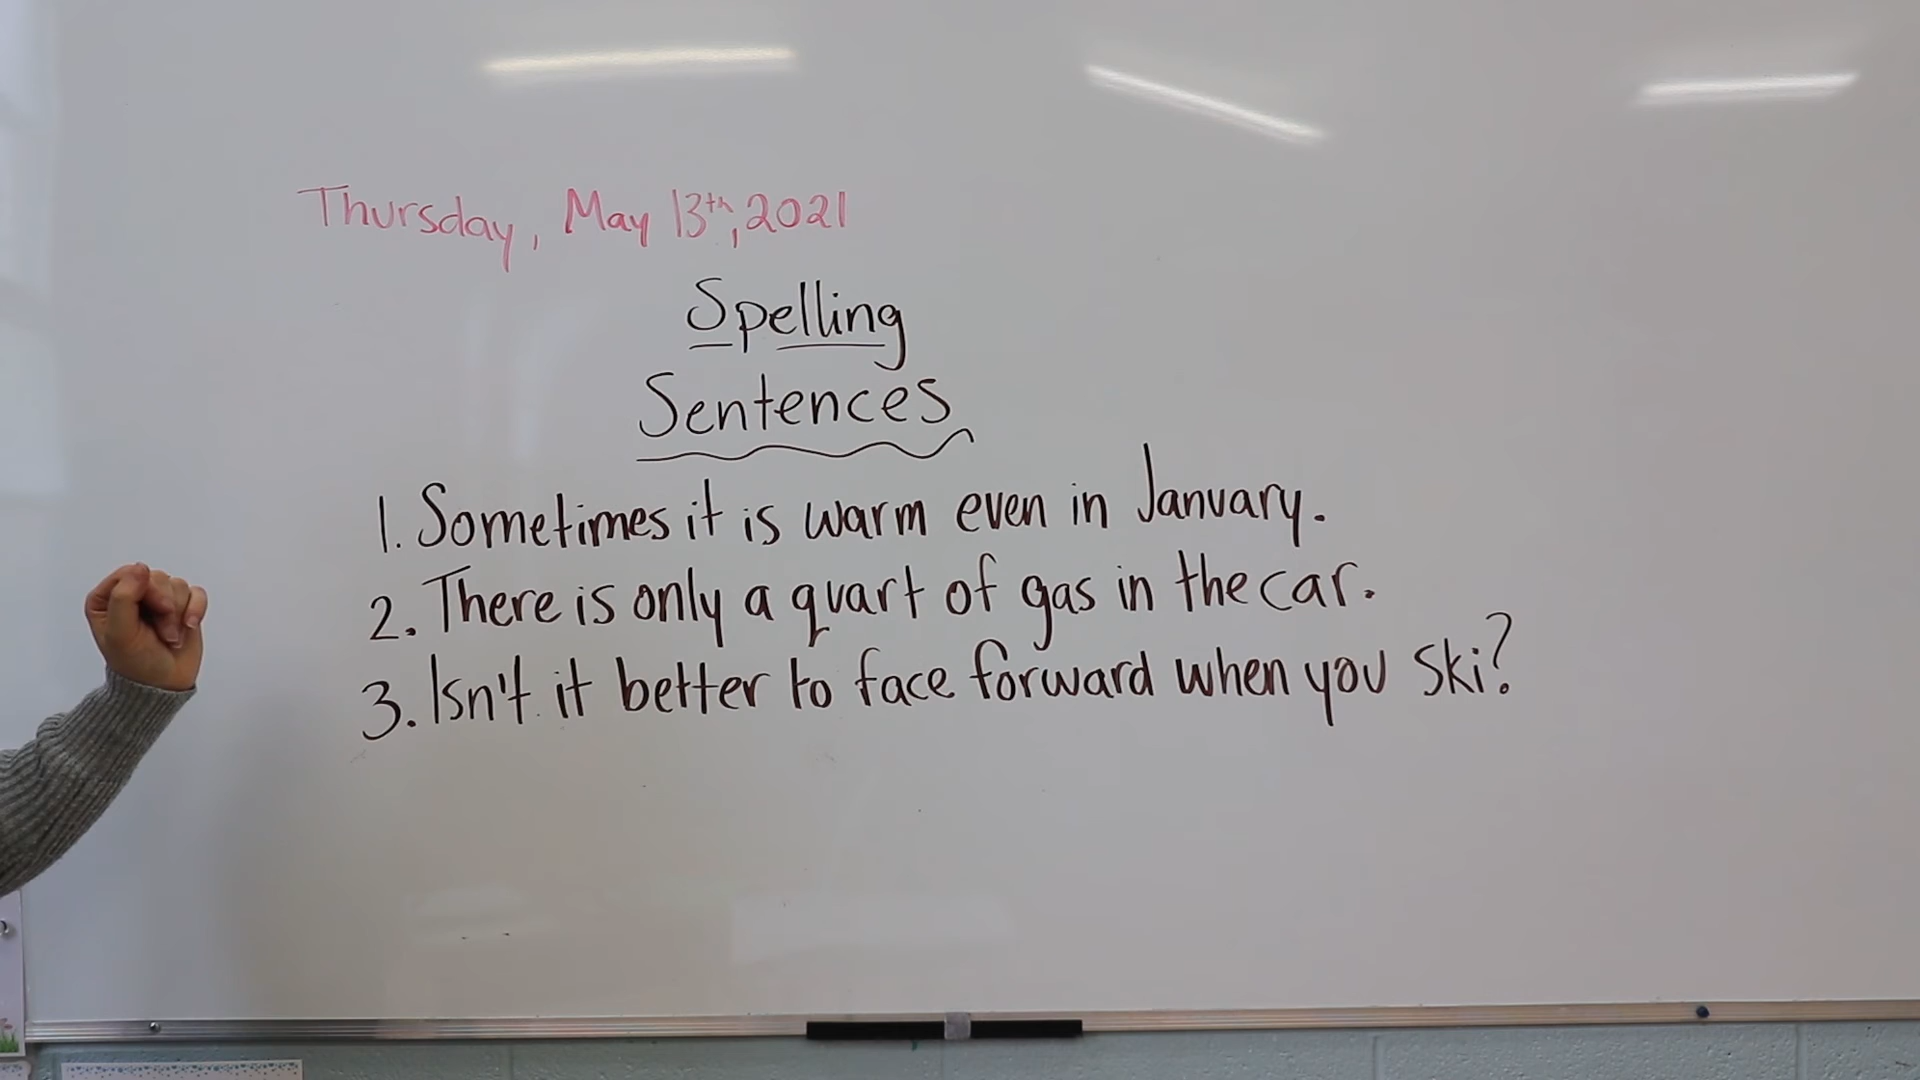 Thursday, May 13th, 2021
Spelling
Sentences
1. Sometimes it is warm even in January.
2. There is only a quart of gas in the car.
3. Isn't it better to face forward when you ski?